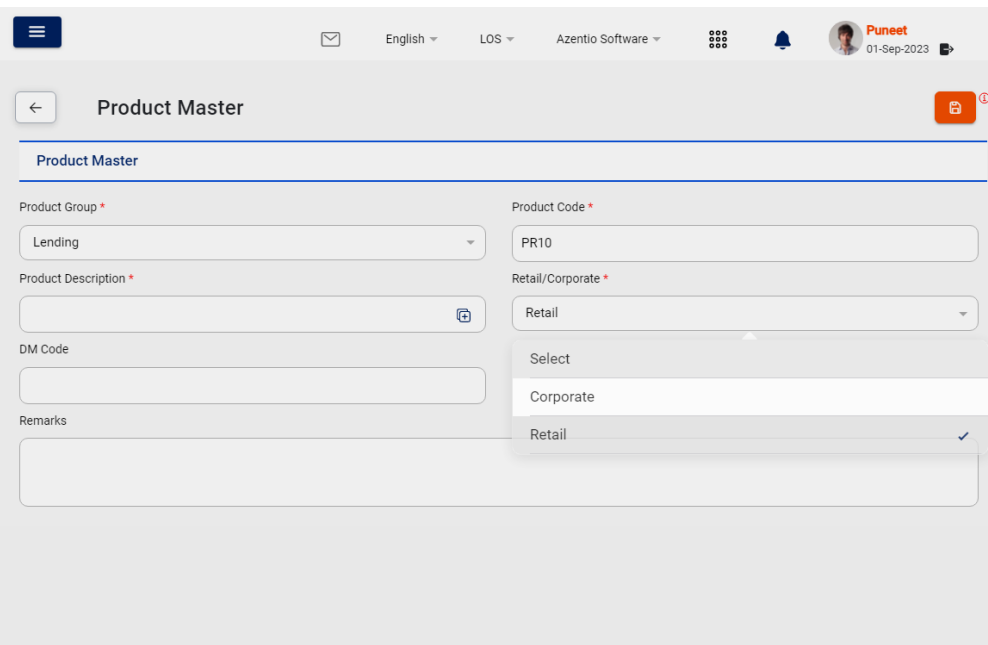 English LOS Azentio Software Puneet
01-Sep-2023
Product Master
Product Master
Product Group * Product Code *
Lending PR10
Product Description * Retail/Corporate *
Retail
DM Code
Select
Corporate
Remarks
Retail